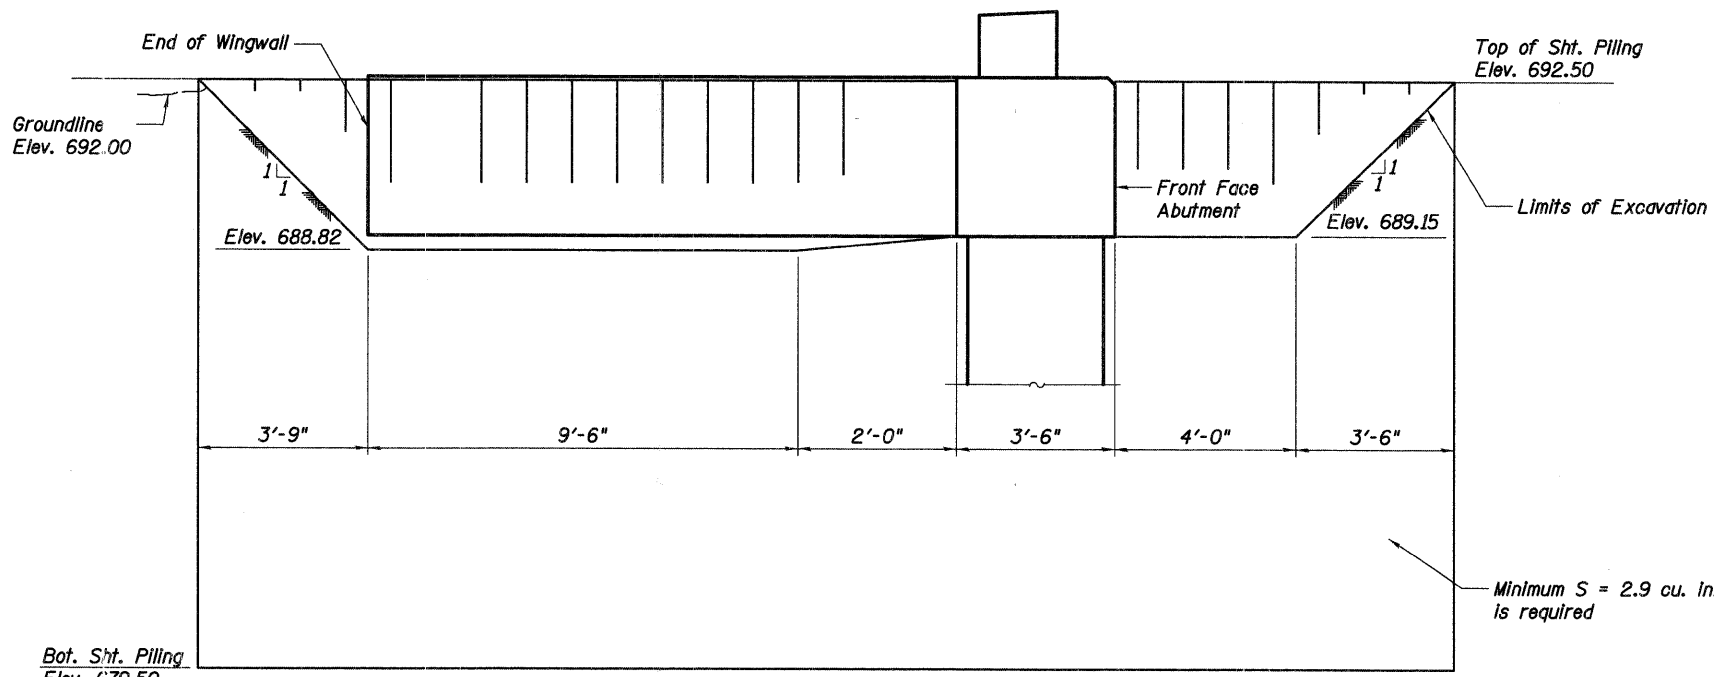 End of Wingwall
Top of Sht. Piling
Elev. 692.50
Groundline
Elev. 692.00
1
1
1
1
Front Face
Abutment
Limits of Excavation
Elev. 688.82
Elev. 689.15
3'-9"
9'-6"
2'-0"
3'-6"
4'-0"
3'-6"
Minimum S = 2.9 cu. in.
is required
Bot. Sht. Piling
Elev.